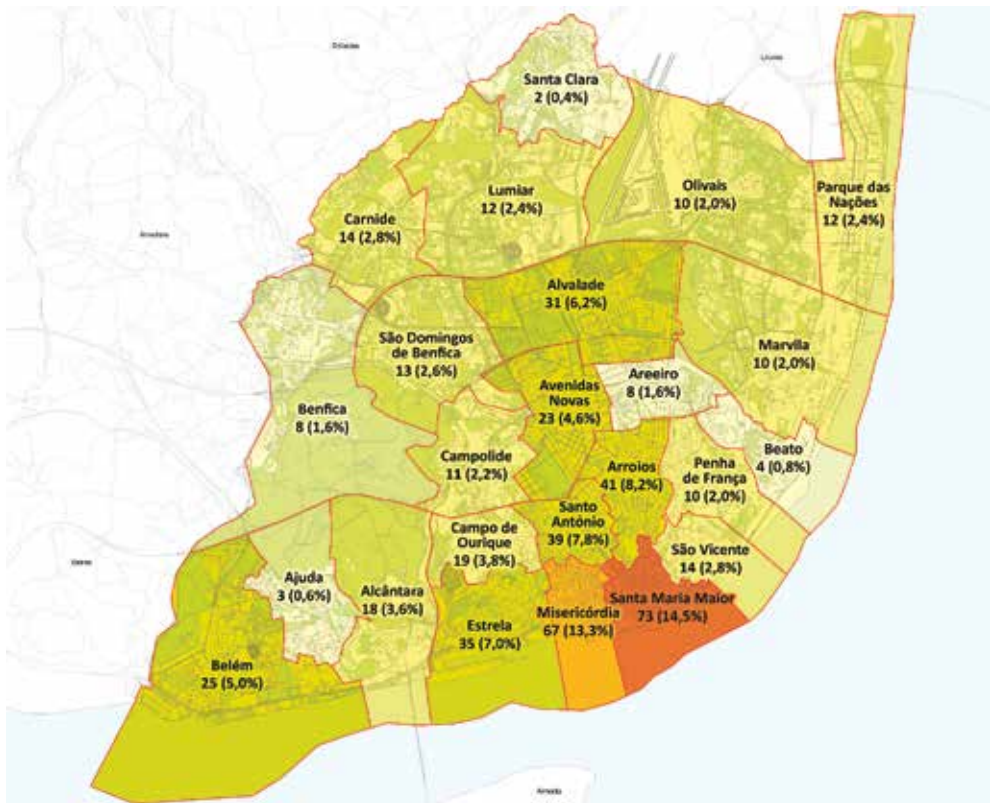 Odivelas
Loures
Santa Clara
2 (0,4%)
Lumiar
12 (2,4%)
Olivais
10 (2,0%)
Parque das
Nações
12 (2,4%)
Carnide
14 (2,8%)
Amadora
Alvalade
31 (6,2%)
São Domingos
de Benfica
13 (2,6%)
Marvila
10 (2,0%)
Areeiro
8 (1,6%)
Avenidas
Novas
23 (4,6%)
Benfica
8 (1,6%)
Beato
4 (0,8%)
Campolide
11 (2,2%)
Arroios
41 (8,2%)
Penha
de França
10 (2,0%)
Santo
António
39 (7,8%)
Campo de
Ourique
19 (3,8%)
São Vicente
14 (2,8%)
Oeiras
Ajuda
3 (0,6%)
Alcântara
18 (3,6%)
Santa Maria Maior
73 (14,5%)
Misericórdia
67 (13,3%)
Estrela
35 (7,0%)
Belém
25 (5,0%)
Almada